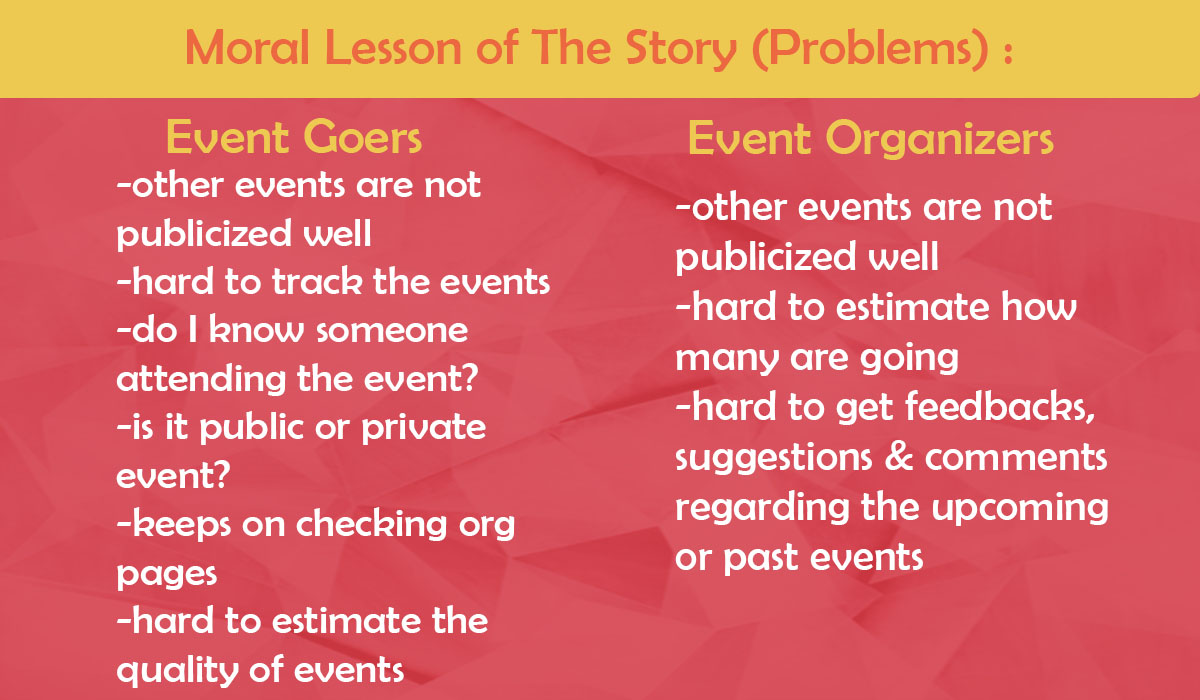 Moral Lesson of The Story (Problems) :
Event Goers
-other events are not
publicized well
-hard to track the events
-do I know someone
attending the event?
-is it public or private
event?
-keeps on checking org
pages
-hard to estimate the
quality of events
Event Organizers
-other events are not
publicized well
-hard to estimate how
many are going
-hard to get feedbacks,
suggestions & comments
regarding the upcoming
or past events